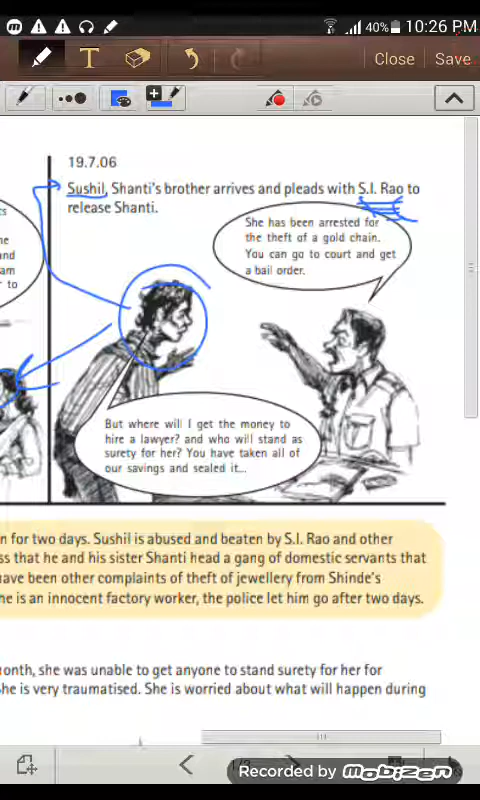 40% 10:26 PM
T Close Save
19.7.06
Sushil, Shanti's brother arrives and pleads with S.I. Rao to
release Shanti.
She has been arrested for
the theft of a gold chain.
You can go to court and get
a bail order.
But where will I get the money to
hire a lawyer? and who will stand as
surety for her? You have taken all of
our savings and sealed it...
n for two days. Sushil is abused and beaten by S.I. Rao and other
ss that he and his sister Shanti head a gang of domestic servants that
ave been other complaints of theft of jewellery from Shinde's
he is an innocent factory worker, the police let him go after two days.
onth, she was unable to get anyone to stand surety for her for
he is very traumatised. She is worried about what will happen during
Recorded by Mobizen